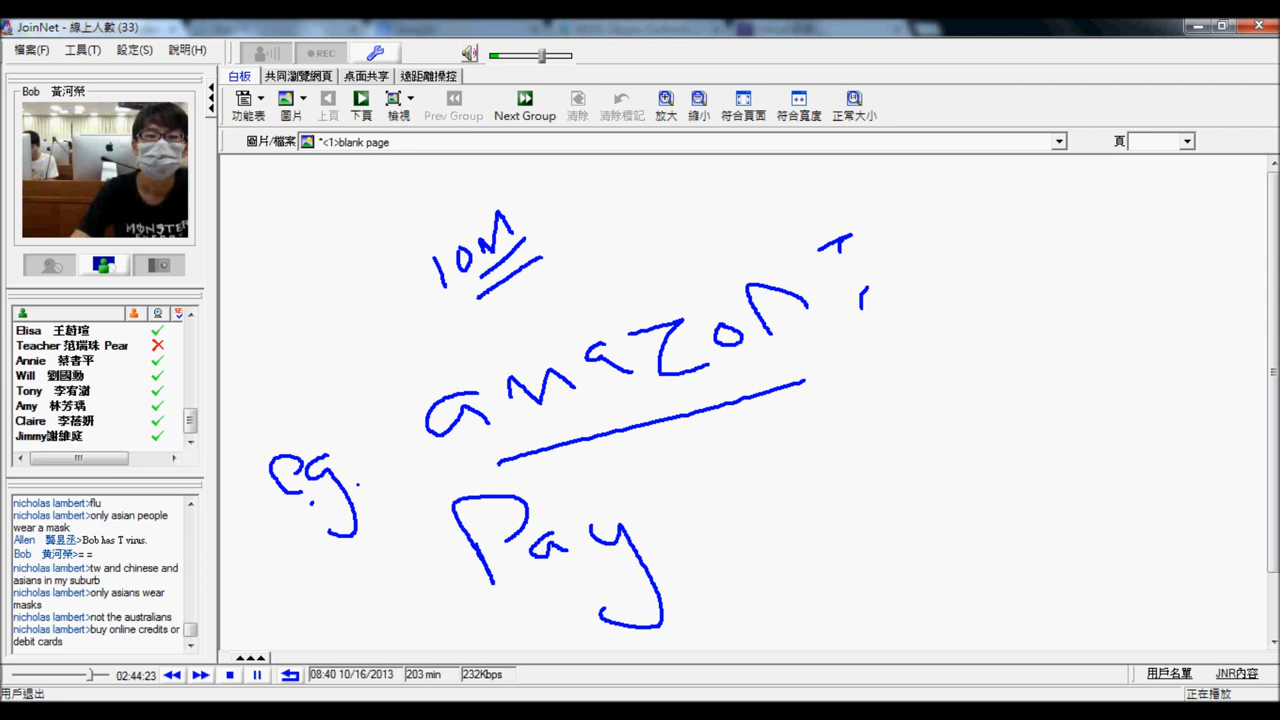 JoinNet - 線上人數 (33)
檔案(F) 工具(T) 設定(S) 說明(H)
REC
白板 共同瀏覽網頁 桌面共享 遠距離操控
功能表 圖片 上頁 下頁 檢視 Prev Group Next Group 清除 清除標記 放大 縮小 符合頁面 符合寬度 正常大小
圖片/檔案 *<1>blank page 頁
Bob 黃河榮
MONSTER
Elisa 王蒔瑄
Teacher 范瑞珠 Pear
Annie 蔡書平
Will 劉國勳
Tony 李宥澍
Amy 林芳瑀
Claire 李蓓妍
Jimmy謝維庭
nicholas lambert>flu
nicholas lambert>only asian people
wear a mask
Allen 龔昱丞>Bob has T virus.
Bob 黃河榮>= =
nicholas lambert>tw and chinese and
asians in my suburb
nicholas lambert>only asians wear
masks
nicholas lambert>not the australians
nicholas lambert>buy online credits or
debit cards
10M
amazon
e.g.
Pay
02:44:23
08:40 10/16/2013 203 min 232Kbps
用戶名單 JNR內容
用戶退出 正在播放